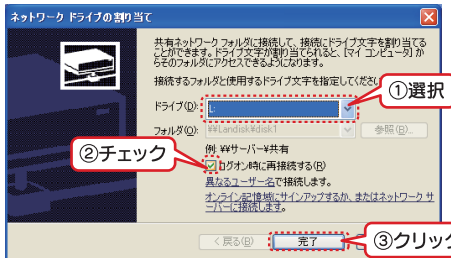 ネットワーク ドライブの割り当て
共有ネットワーク フォルダに接続して、接続にドライブ文字を割り当てる
ことができます。ドライブ文字が割り当てられると、[マイ コンピュータ] か
らそのフォルダにアクセスできるようになります。
接続するフォルダと使用するドライブ文字を指定してくださ
①選択
ドライブ(D):
L:
フォルダ(O):
¥¥Landisk¥disk1
参照(B)...
例: ¥¥サーバー¥共有
②チェック
ログオン時に再接続する(R)
異なるユーザー名で接続します。
オンライン記憶域にサインアップするか、またはネットワーク サ
ーバーに接続します。
< 戻る(B)
完了
③クリック